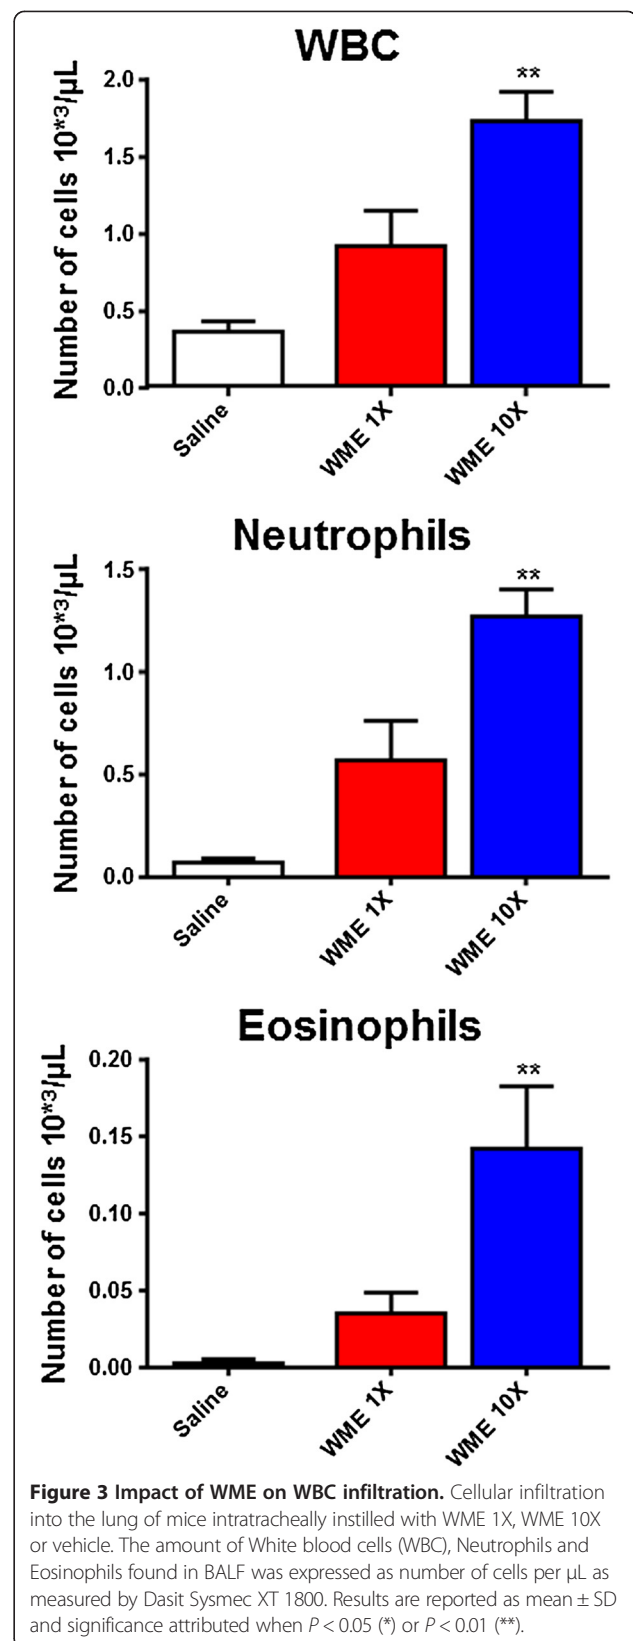 WBC
Number of cells 10*3/µL
2.0
1.5
1.0
0.5
0.0
**
Saline
WME 1X
WME 10X
Neutrophils
Number of cells 10*3/µL
1.5
1.0
0.5
0.0
**
Saline
WME 1X
WME 10X
Eosinophils
Number of cells 10*3/µL
0.20
0.15
0.10
0.05
0.00
**
Saline
WME 1X
WME 10X
Figure 3 Impact of WME on WBC infiltration. Cellular infiltration
into the lung of mice intratracheally instilled with WME 1X, WME 10X
or vehicle. The amount of White blood cells (WBC), Neutrophils and
Eosinophils found in BALF was expressed as number of cells per µL as
measured by Dasit Sysmec XT 1800. Results are reported as mean ± SD
and significance attributed when P < 0.05 (*) or P < 0.01 (**).